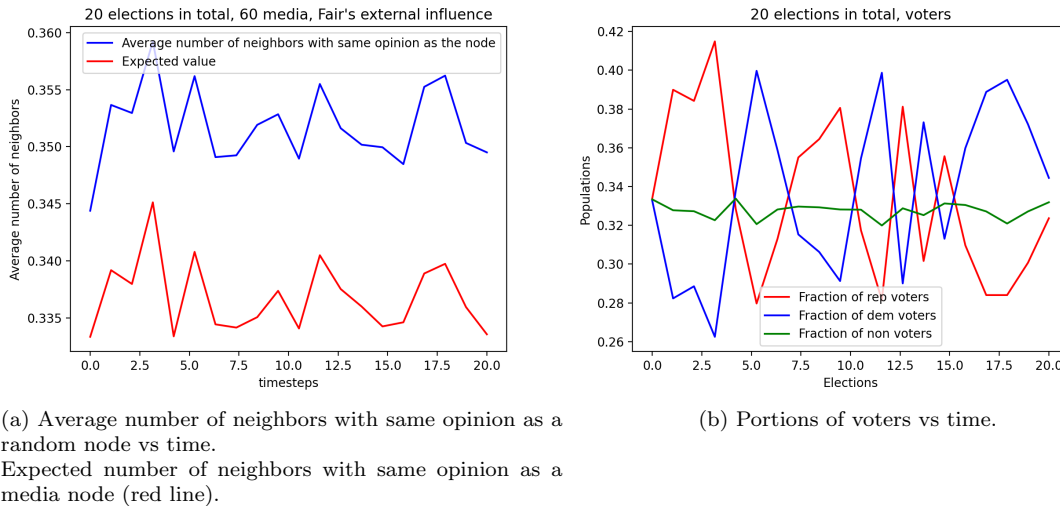 20 elections in total, 60 media, Fair's external influence
Average number of neighbors with same opinion as the node
Expected value
Average number of neighbors
0.360
0.355
0.350
0.345
0.340
0.335
0.0 2.5 5.0 7.5 10.0 12.5 15.0 17.5 20.0
timesteps
(a) Average number of neighbors with same opinion as a
random node vs time.
Expected number of neighbors with same opinion as a
media node (red line).
20 elections in total, voters
Populations
0.42
0.40
0.38
0.36
0.34
0.32
0.30
0.28
0.26
Fraction of rep voters
Fraction of dem voters
Fraction of non voters
0.0 2.5 5.0 7.5 10.0 12.5 15.0 17.5 20.0
Elections
(b) Portions of voters vs time.